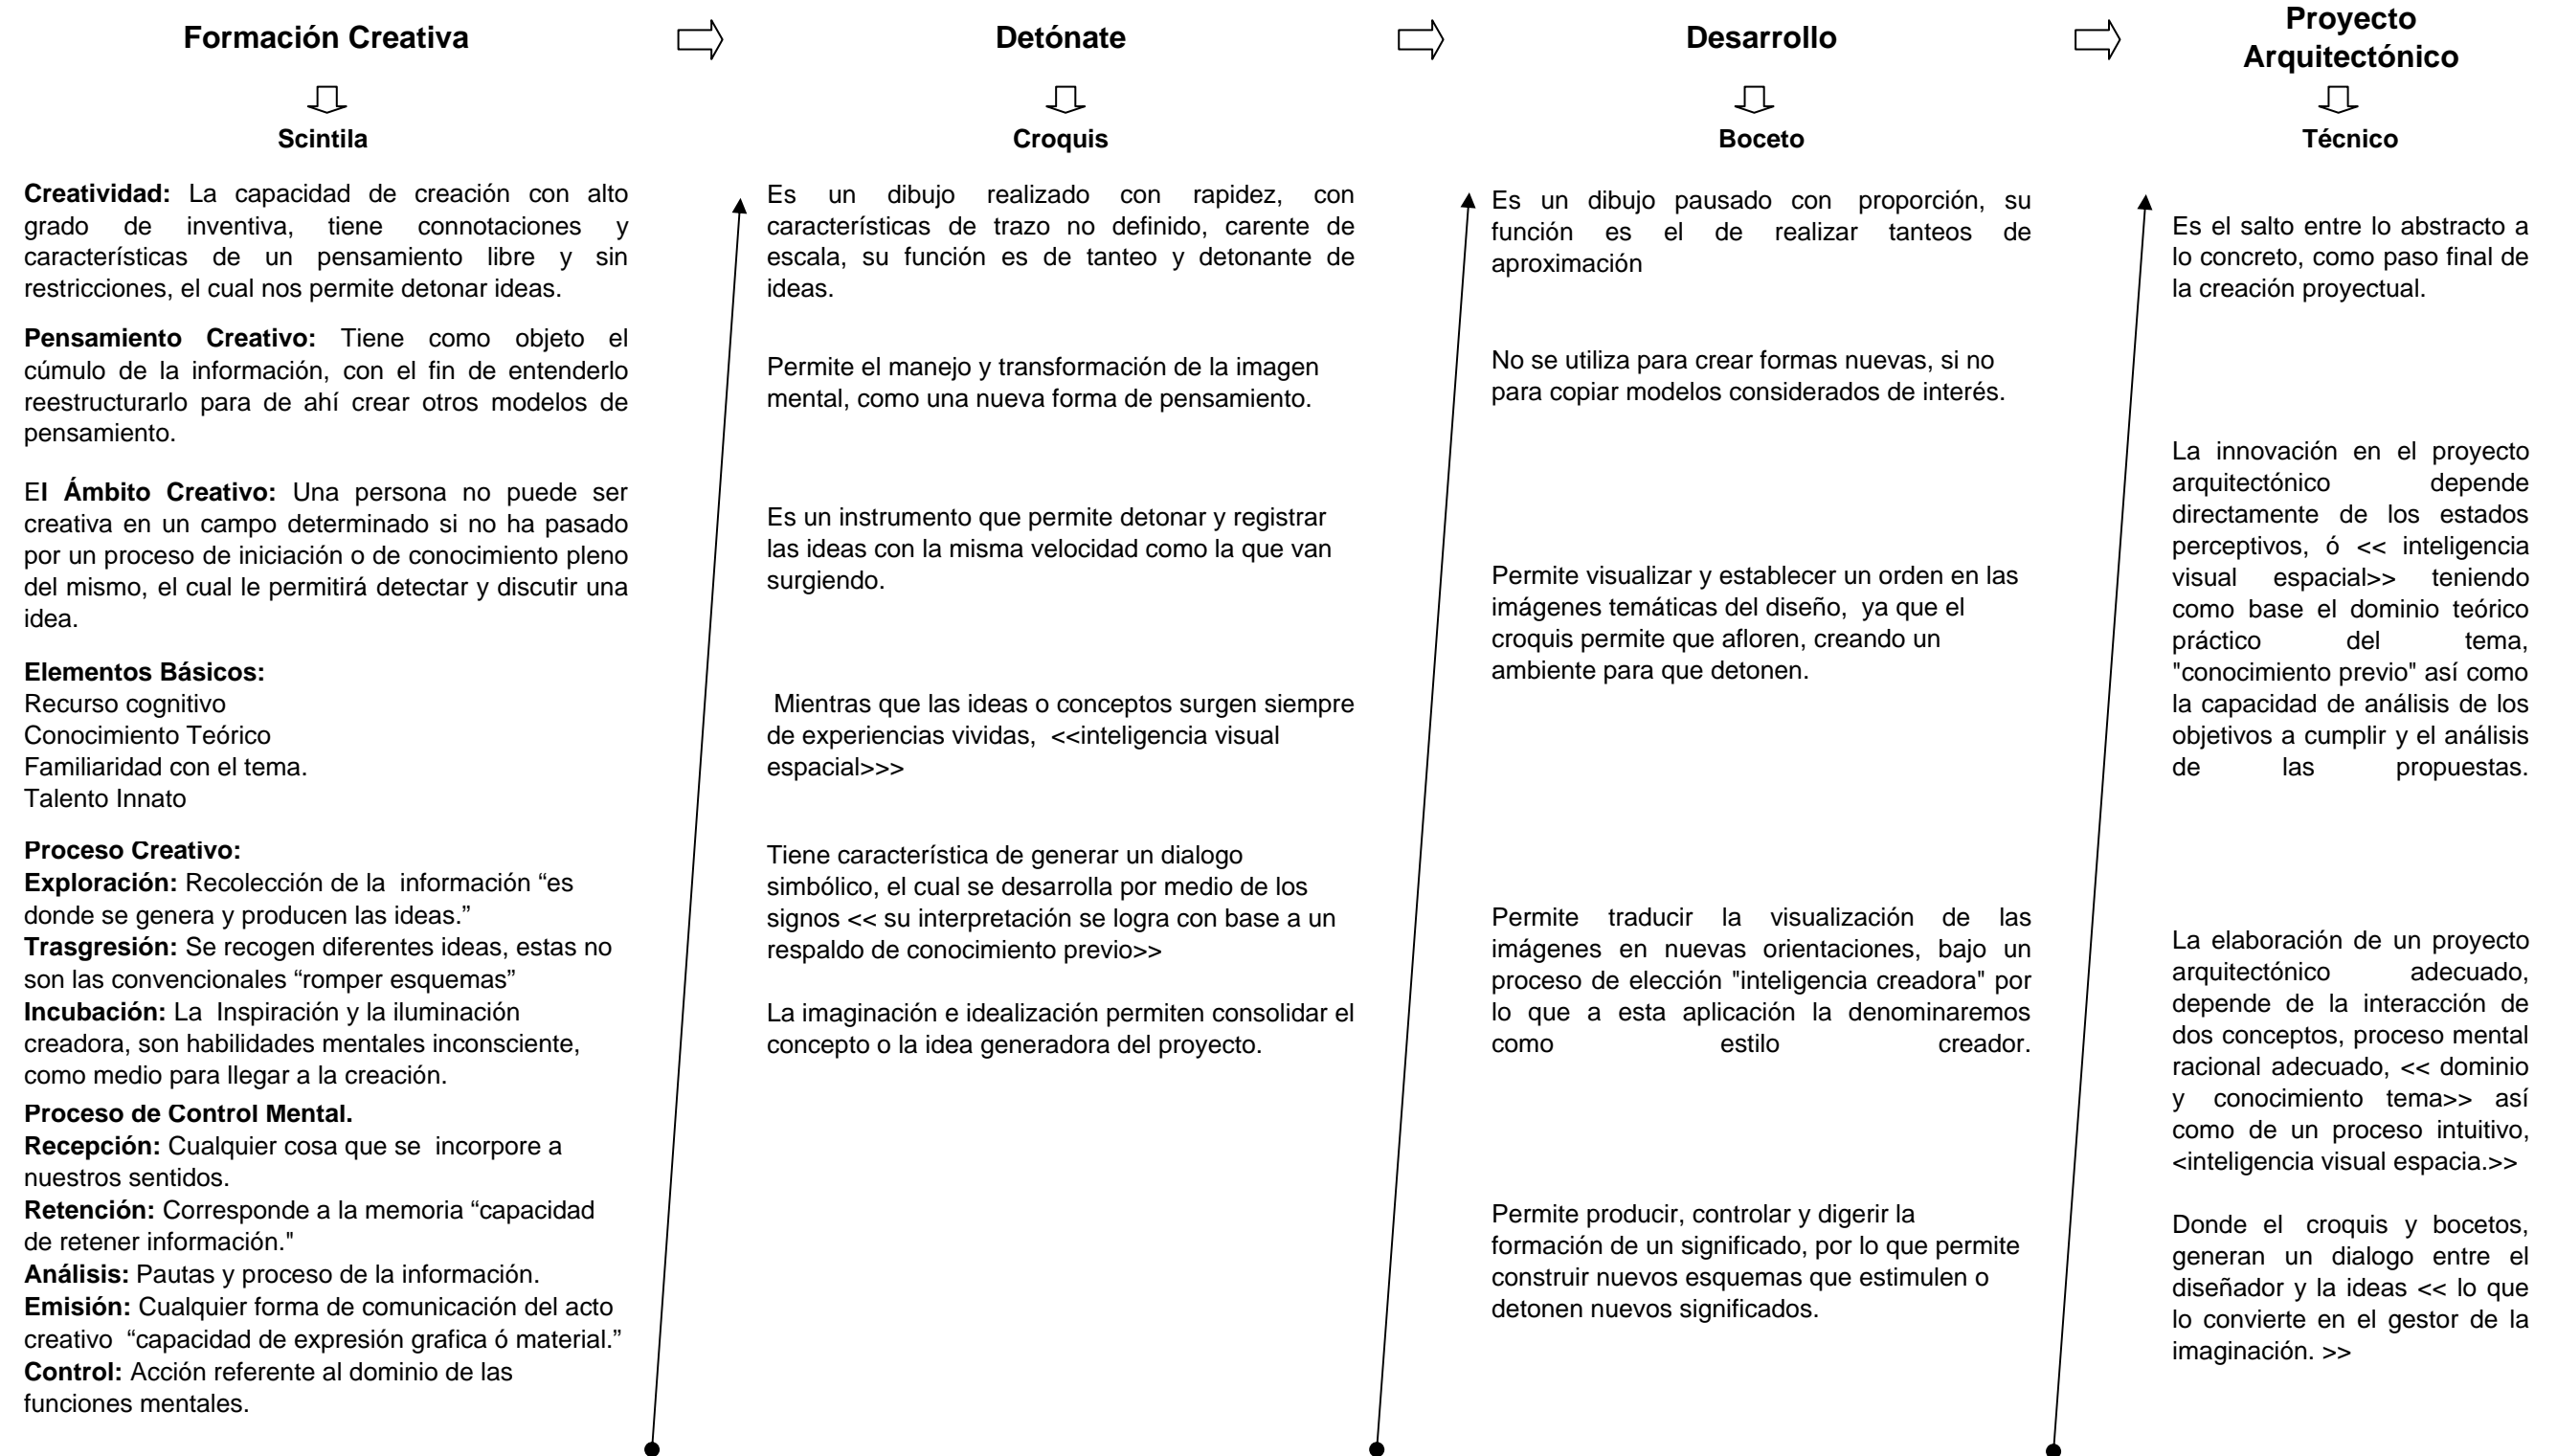 Formación Creativa
Scintila
Creatividad: La capacidad de creación con alto
grado de inventiva, tiene connotaciones y
características de un pensamiento libre y sin
restricciones, el cual nos permite detonar ideas.
Pensamiento Creativo: Tiene como objeto el
cúmulo de la información, con el fin de entenderlo
reestructurarlo para de ahí crear otros modelos de
pensamiento.
El Ámbito Creativo: Una persona no puede ser
creativa en un campo determinado si no ha pasado
por un proceso de iniciación o de conocimiento pleno
del mismo, el cual le permitirá detectar y discutir una
idea.
Elementos Básicos:
Recurso cognitivo
Conocimiento Teórico
Familiaridad con el tema.
Talento Innato
Proceso Creativo:
Exploración: Recolección de la información “es
donde se genera y producen las ideas.”
Trasgresión: Se recogen diferentes ideas, estas no
son las convencionales “romper esquemas”
Incubación: La Inspiración y la iluminación
creadora, son habilidades mentales inconsciente,
como medio para llegar a la creación.
Proceso de Control Mental.
Recepción: Cualquier cosa que se incorpore a
nuestros sentidos.
Retención: Corresponde a la memoria “capacidad
de retener información."
Análisis: Pautas y proceso de la información.
Emisión: Cualquier forma de comunicación del acto
creativo “capacidad de expresión grafica ó material.”
Control: Acción referente al dominio de las
funciones mentales.
Detónate
Croquis
Es un dibujo realizado con rapidez, con
características de trazo no definido, carente de
escala, su función es de tanteo y detonante de
ideas.
Permite el manejo y transformación de la imagen
mental, como una nueva forma de pensamiento.
Es un instrumento que permite detonar y registrar
las ideas con la misma velocidad como la que van
surgiendo.
Mientras que las ideas o conceptos surgen siempre
de experiencias vividas, <<inteligencia visual
espacial>>>
Tiene característica de generar un dialogo
simbólico, el cual se desarrolla por medio de los
signos << su interpretación se logra con base a un
respaldo de conocimiento previo>>
La imaginación e idealización permiten consolidar el
concepto o la idea generadora del proyecto.
Desarrollo
Boceto
Es un dibujo pausado con proporción, su
función es el de realizar tanteos de
aproximación
No se utiliza para crear formas nuevas, si no
para copiar modelos considerados de interés.
Permite visualizar y establecer un orden en las
imágenes temáticas del diseño, ya que el
croquis permite que afloren, creando un
ambiente para que detonen.
Permite traducir la visualización de las
imágenes en nuevas orientaciones, bajo un
proceso de elección "inteligencia creadora" por
lo que a esta aplicación la denominaremos
como estilo creador.
Permite producir, controlar y digerir la
formación de un significado, por lo que permite
construir nuevos esquemas que estimulen o
detonen nuevos significados.
Proyecto
Arquitectónico
Técnico
Es el salto entre lo abstracto a
lo concreto, como paso final de
la creación proyectual.
La innovación en el proyecto
arquitectónico depende
directamente de los estados
perceptivos, ó << inteligencia
visual espacial>> teniendo
como base el dominio teórico
práctico del tema,
"conocimiento previo" así como
la capacidad de análisis de los
objetivos a cumplir y el análisis
de las propuestas.
La elaboración de un proyecto
arquitectónico adecuado,
depende de la interacción de
dos conceptos, proceso mental
racional adecuado, << dominio
y conocimiento tema>> así
como de un proceso intuitivo,
<inteligencia visual espacia.>>
Donde el croquis y bocetos,
generan un dialogo entre el
diseñador y la ideas << lo que
lo convierte en el gestor de la
imaginación. >>